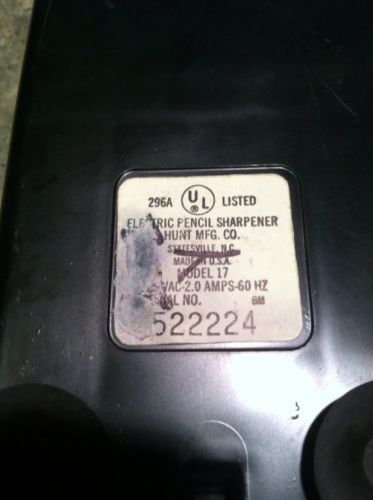 296A UL ® LISTED
ELECTRIC PENCIL SHARPENER
HUNT MFG. CO.
STATESVILLE, N.C.
MADE IN U.S.A.
MODEL 17
VAC-2.0 AMPS-60 HZ
SERIAL NO.
522224